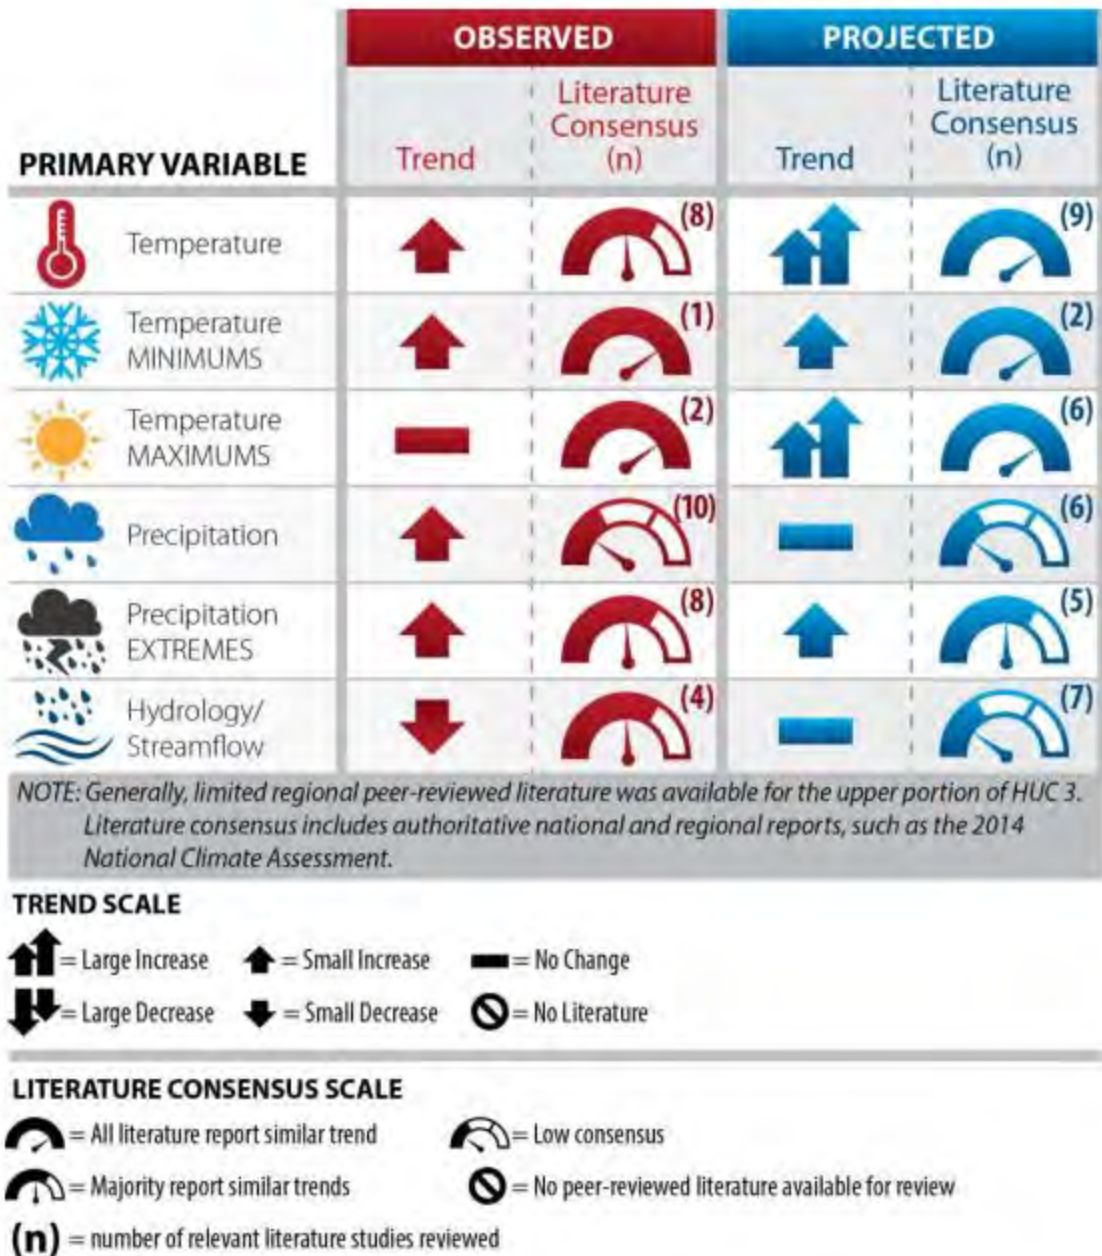 OBSERVED
PROJECTED
PRIMARY VARIABLE
Trend
Literature
Consensus
(n)
Trend
Literature
Consensus
(n)
Temperature
(8)
(9)
Temperature
MINIMUMS
(1)
(2)
Temperature
MAXIMUMS
(2)
(6)
Precipitation
(10)
(6)
Precipitation
EXTREMES
(8)
(5)
Hydrology/
Streamflow
(4)
(7)
NOTE: Generally, limited regional peer-reviewed literature was available for the upper portion of HUC 3.
Literature consensus includes authoritative national and regional reports, such as the 2014
National Climate Assessment.
TREND SCALE
= Large Increase
= Small Increase
= No Change
= Large Decrease
= Small Decrease
= No Literature
LITERATURE CONSENSUS SCALE
= All literature report similar trend
= Low consensus
= Majority report similar trends
= No peer-reviewed literature available for review
(n) = number of relevant literature studies reviewed